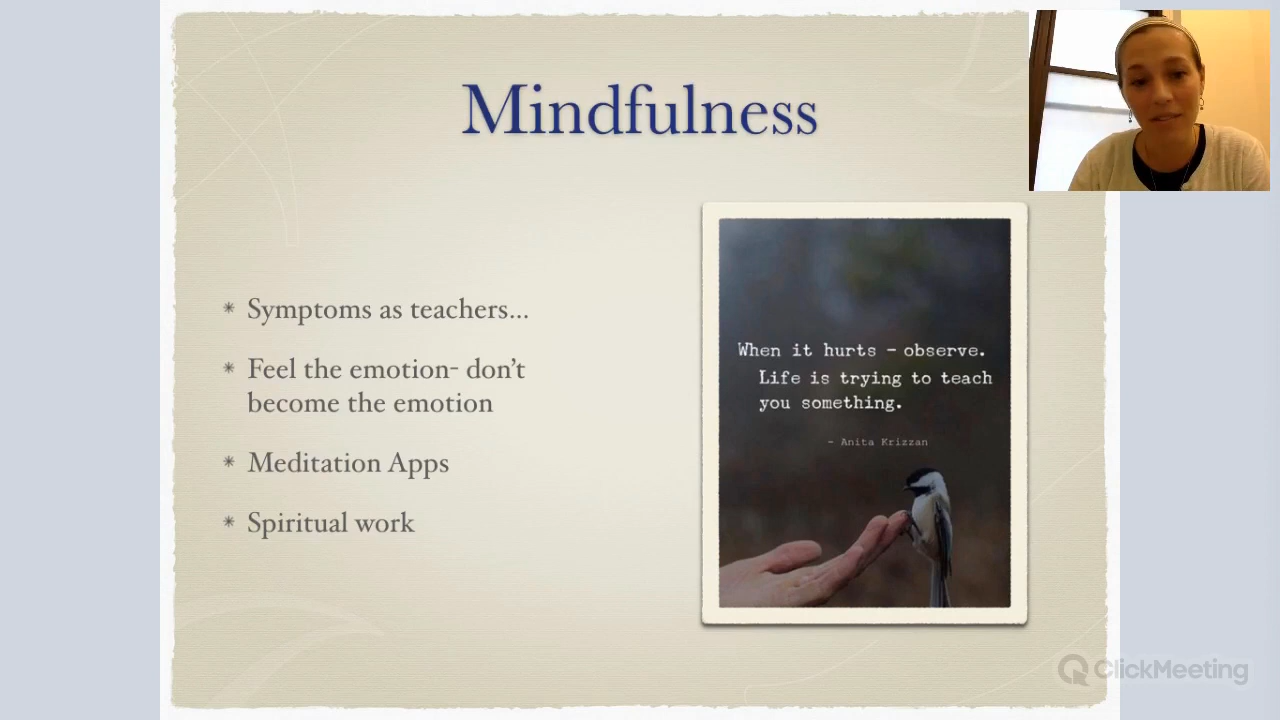 Mindfulness
* Symptoms as teachers...
* Feel the emotion- don't
become the emotion
* Meditation Apps
* Spiritual work
When it hurts - observe.
Life is trying to teach
you something.
- Anita Krizzan
ClickMeeting